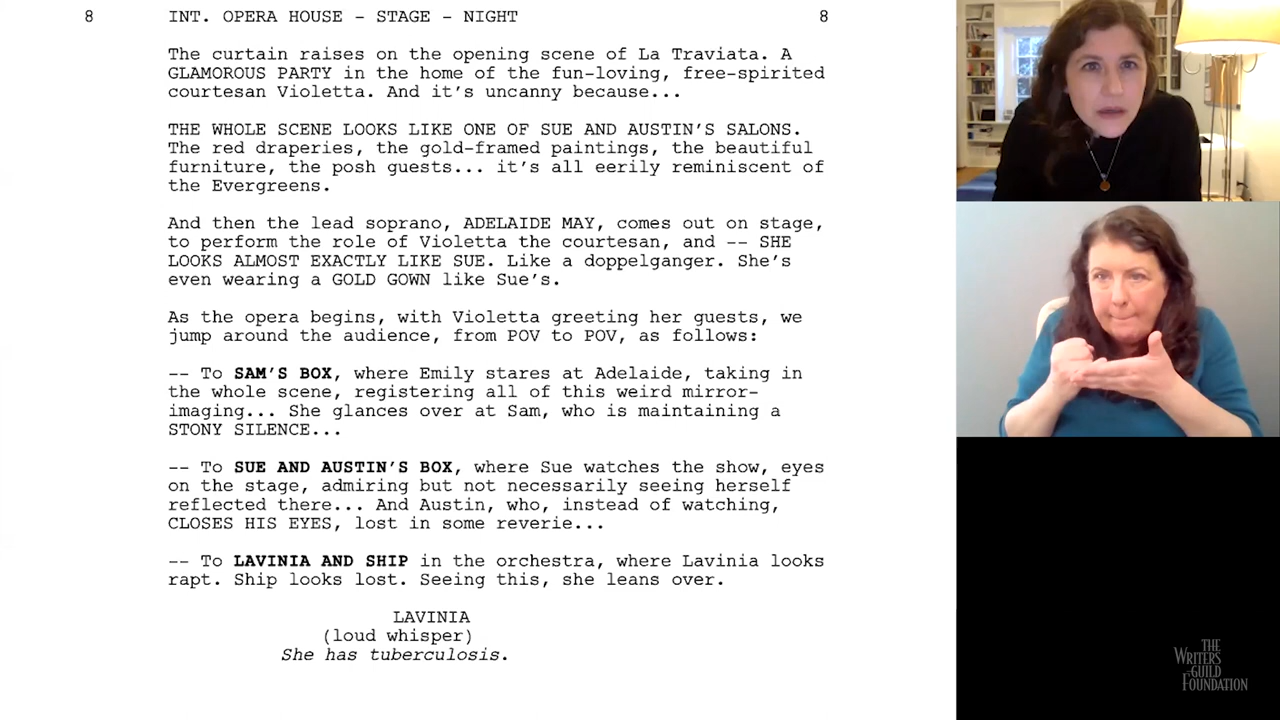 8 INT. OPERA HOUSE - STAGE - NIGHT 8
The curtain raises on the opening scene of La Traviata. A
GLAMOROUS PARTY in the home of the fun-loving, free-spirited
courtesan Violetta. And it's uncanny because...
THE WHOLE SCENE LOOKS LIKE ONE OF SUE AND AUSTIN'S SALONS.
The red draperies, the gold-framed paintings, the beautiful
furniture, the posh guests... it's all eerily reminiscent of
the Evergreens.
And then the lead soprano, ADELAIDE MAY, comes out on stage,
to perform the role of Violetta the courtesan, and -- SHE
LOOKS ALMOST EXACTLY LIKE SUE. Like a doppelganger. She's
even wearing a GOLD GOWN like Sue's.
As the opera begins, with Violetta greeting her guests, we
jump around the audience, from POV to POV, as follows:
-- To SAM'S BOX, where Emily stares at Adelaide, taking in
the whole scene, registering all of this weird mirror-
imaging... She glances over at Sam, who is maintaining a
STONY SILENCE...
-- To SUE AND AUSTIN'S BOX, where Sue watches the show, eyes
on the stage, admiring but not necessarily seeing herself
reflected there... And Austin, who, instead of watching,
CLOSES HIS EYES, lost in some reverie...
-- To LAVINIA AND SHIP in the orchestra, where Lavinia looks
rapt. Ship looks lost. Seeing this, she leans over.
LAVINIA
(loud whisper)
She has tuberculosis.
THE
WRITERS
GUILD
FOUNDATION